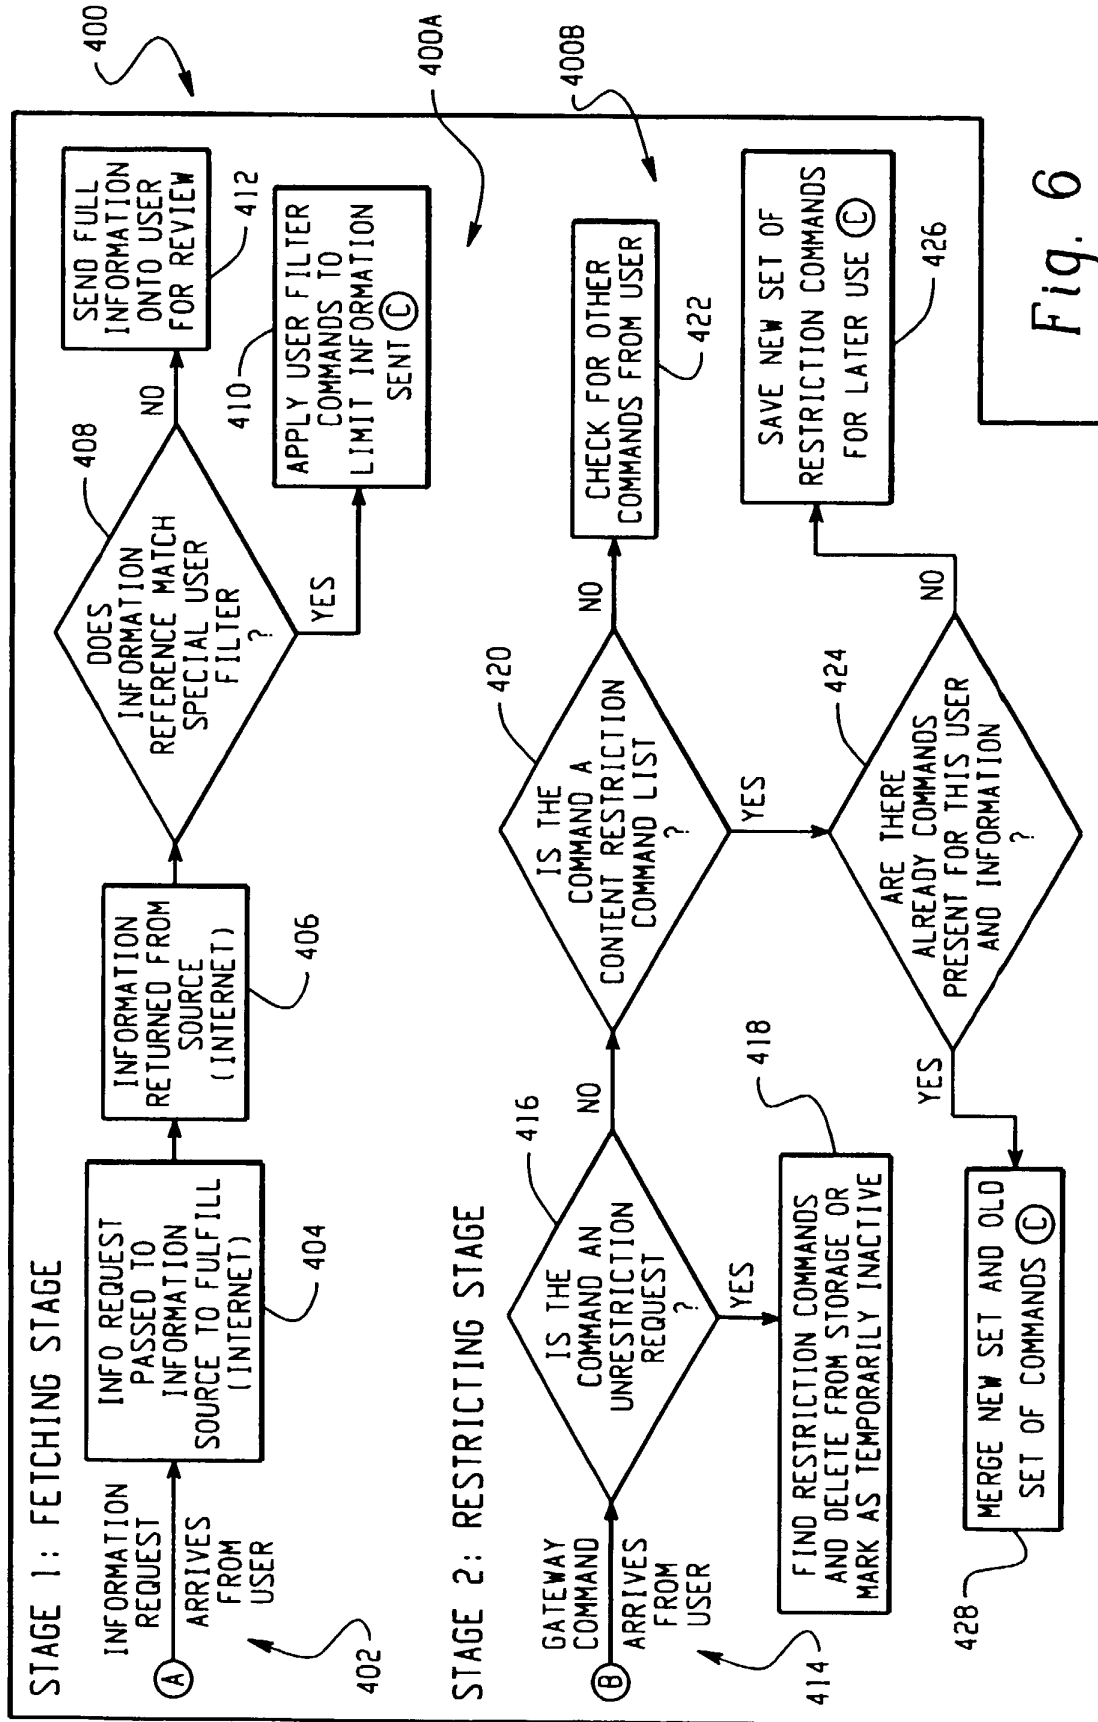 400
STAGE 1: FETCHING STAGE
INFORMATION
REQUEST
ARRIVES
FROM
USER
A
402
INFO REQUEST
PASSED TO
INFORMATION
SOURCE TO FULFILL
(INTERNET)
404
INFORMATION
RETURNED FROM
SOURCE
(INTERNET)
406
DOES
INFORMATION
REFERENCE MATCH
SPECIAL USER
FILTER
?
408
NO
YES
SEND FULL
INFORMATION
ONTO USER
FOR REVIEW
412
410
APPLY USER FILTER
COMMANDS TO
LIMIT INFORMATION
SENT C
400A
STAGE 2: RESTRICTING STAGE
400B
GATEWAY
COMMAND
ARRIVES
FROM
USER
B
414
IS THE
COMMAND AN
UNRESTRICTION
REQUEST
?
416
NO
YES
FIND RESTRICTION COMMANDS
AND DELETE FROM STORAGE OR
MARK AS TEMPORARILY INACTIVE
418
IS THE
COMMAND A
CONTENT RESTRICTION
COMMAND LIST
?
420
NO
YES
CHECK FOR OTHER
COMMANDS FROM USER
422
ARE THERE
ALREADY COMMANDS
PRESENT FOR THIS USER
AND INFORMATION
?
424
NO
YES
SAVE NEW SET OF
RESTRICTION COMMANDS
FOR LATER USE C
426
MERGE NEW SET AND OLD
SET OF COMMANDS C
428
Fig. 6